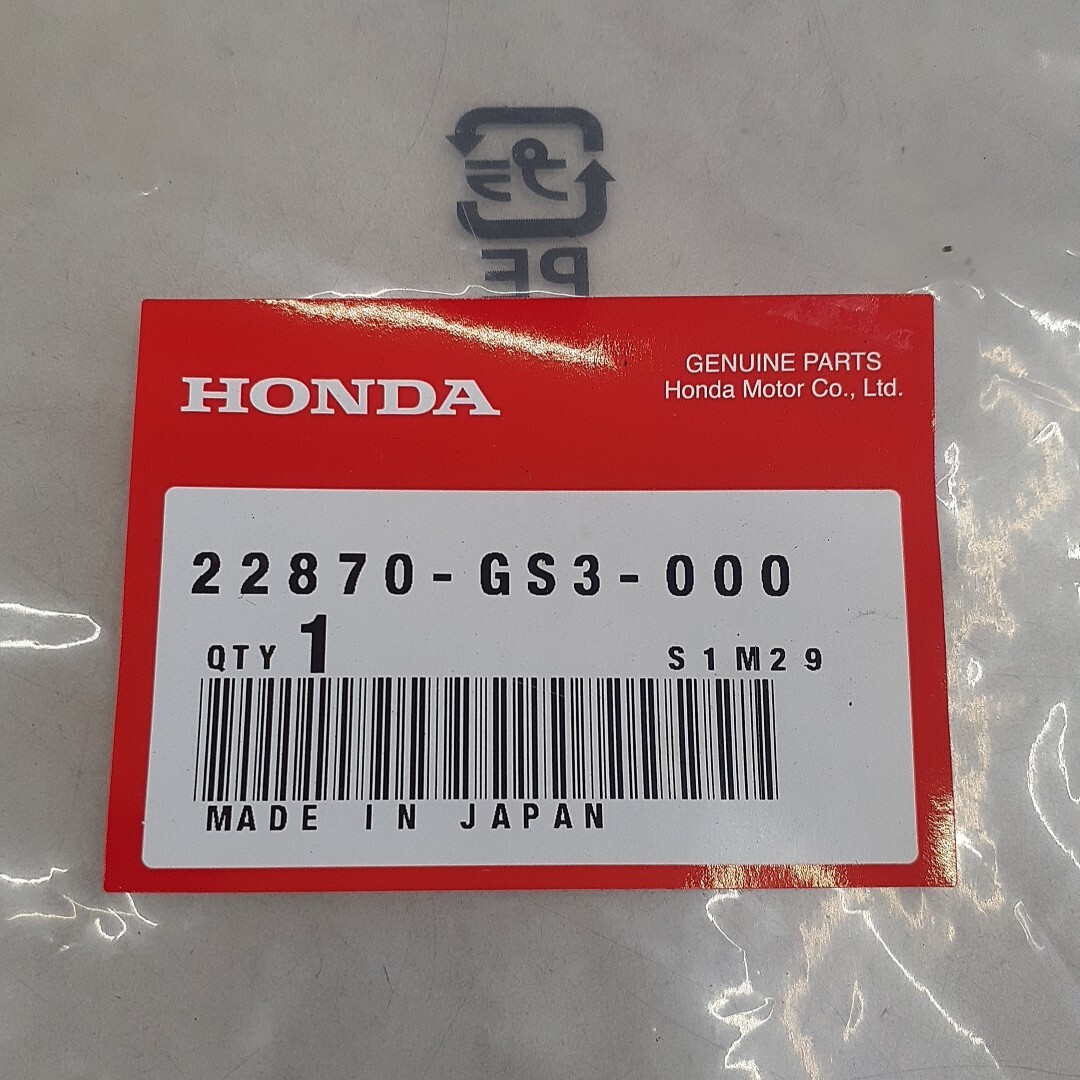 プラ
PE
HONDA
GENUINE PARTS
Honda Motor Co., Ltd.
22870-GS3-000
QTY 1
S1M29
MADE IN JAPAN